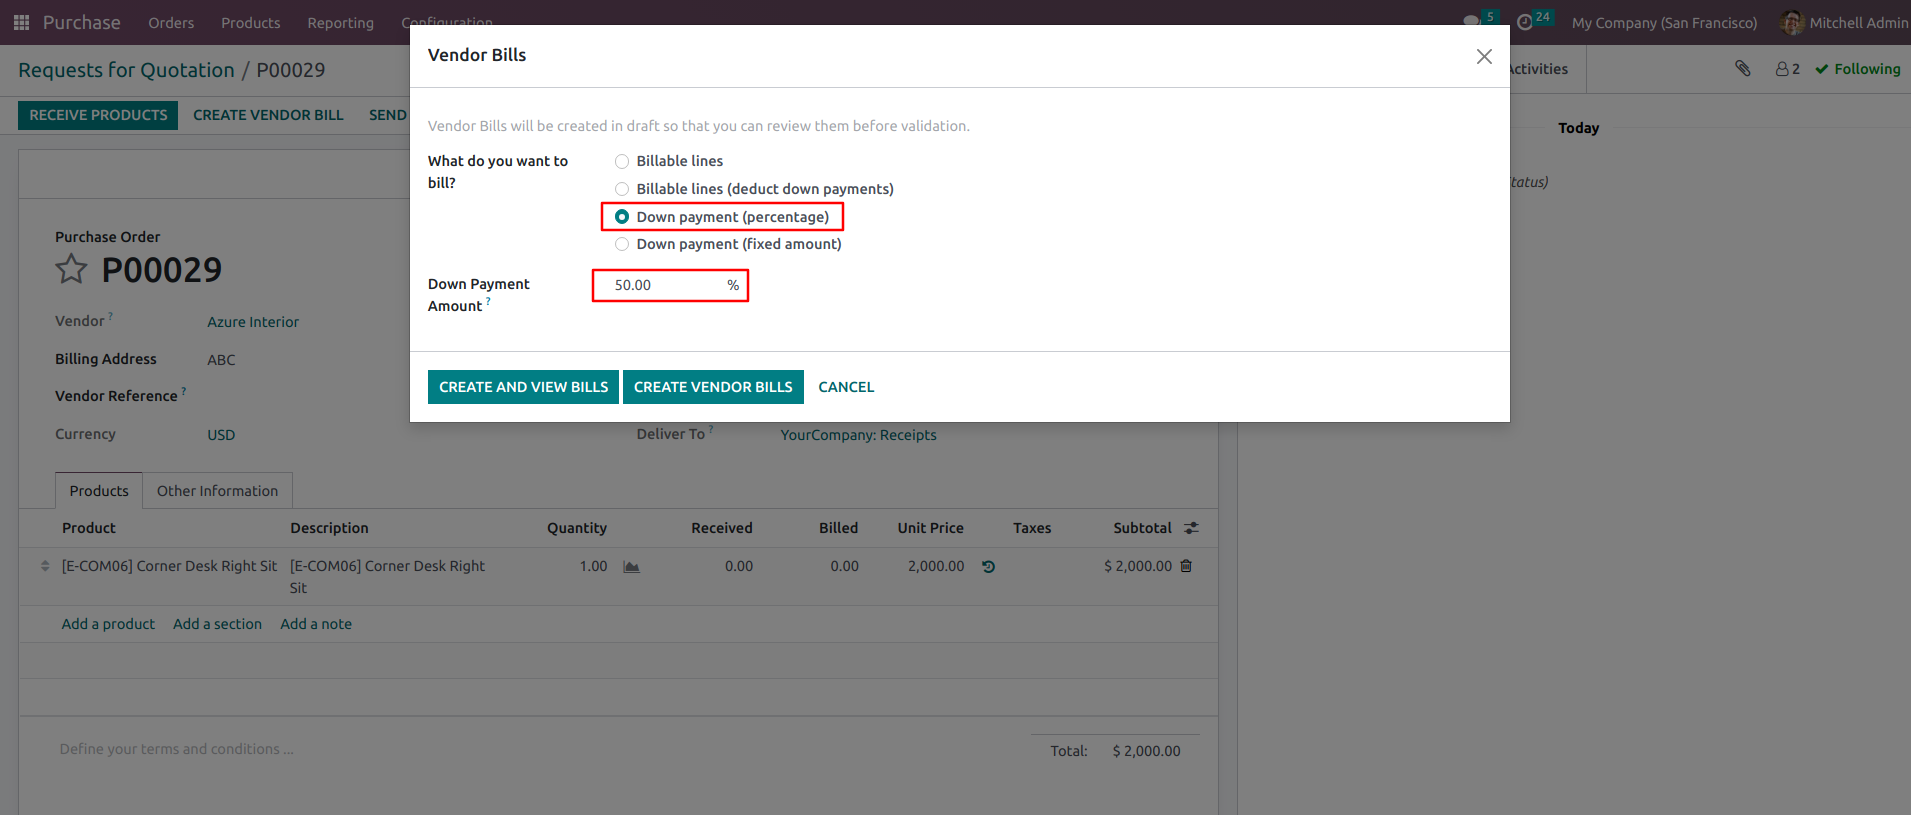 Purchase Orders Products Reporting Configuration 5 24 My Company (San Francisco) Mitchell Admin
Requests for Quotation / P00029
Activities 2 Following
RECEIVE PRODUCTS CREATE VENDOR BILL SEND
Today
Vendor Bills
Vendor Bills will be created in draft so that you can review them before validation.
What do you want to
bill?
Billable lines
Billable lines (deduct down payments)
Down payment (percentage)
Down payment (fixed amount)
Down Payment
Amount ?
50.00 %
CREATE AND VIEW BILLS CREATE VENDOR BILLS CANCEL
tatus)
Purchase Order
P00029
Vendor ? Azure Interior
Billing Address ABC
Vendor Reference ?
Currency USD
Deliver To ? YourCompany: Receipts
Products Other Information
Product Description Quantity Received Billed Unit Price Taxes Subtotal
[E-COM06] Corner Desk Right Sit [E-COM06] Corner Desk Right 1.00 0.00 0.00 2,000.00 $ 2,000.00
Sit
Add a product Add a section Add a note
Define your terms and conditions ...
Total: $ 2,000.00